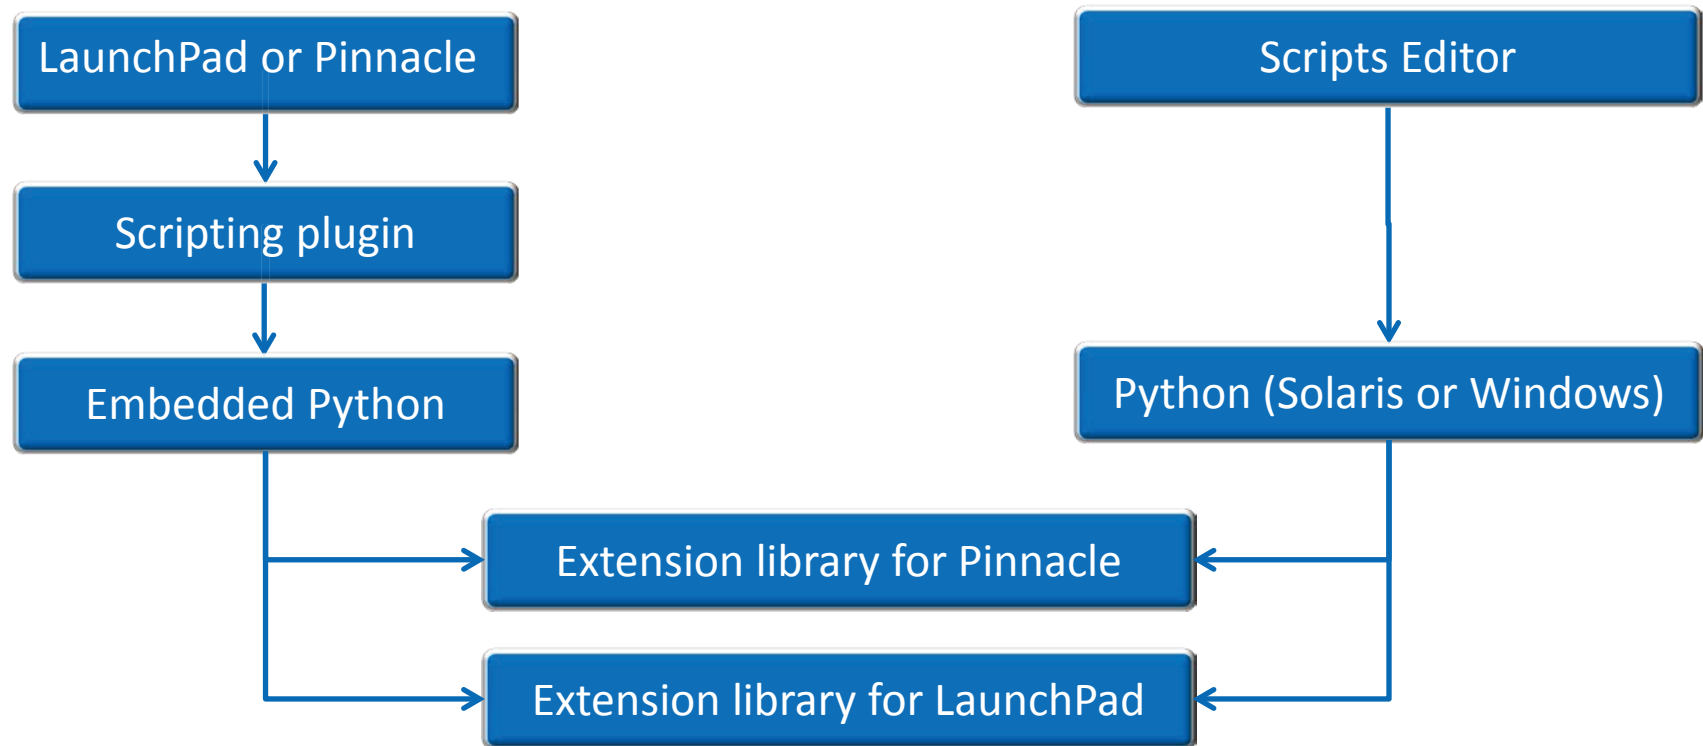 LaunchPad or Pinnacle
Scripts Editor
Scripting plugin
Embedded Python
Python (Solaris or Windows)
Extension library for Pinnacle
Extension library for LaunchPad